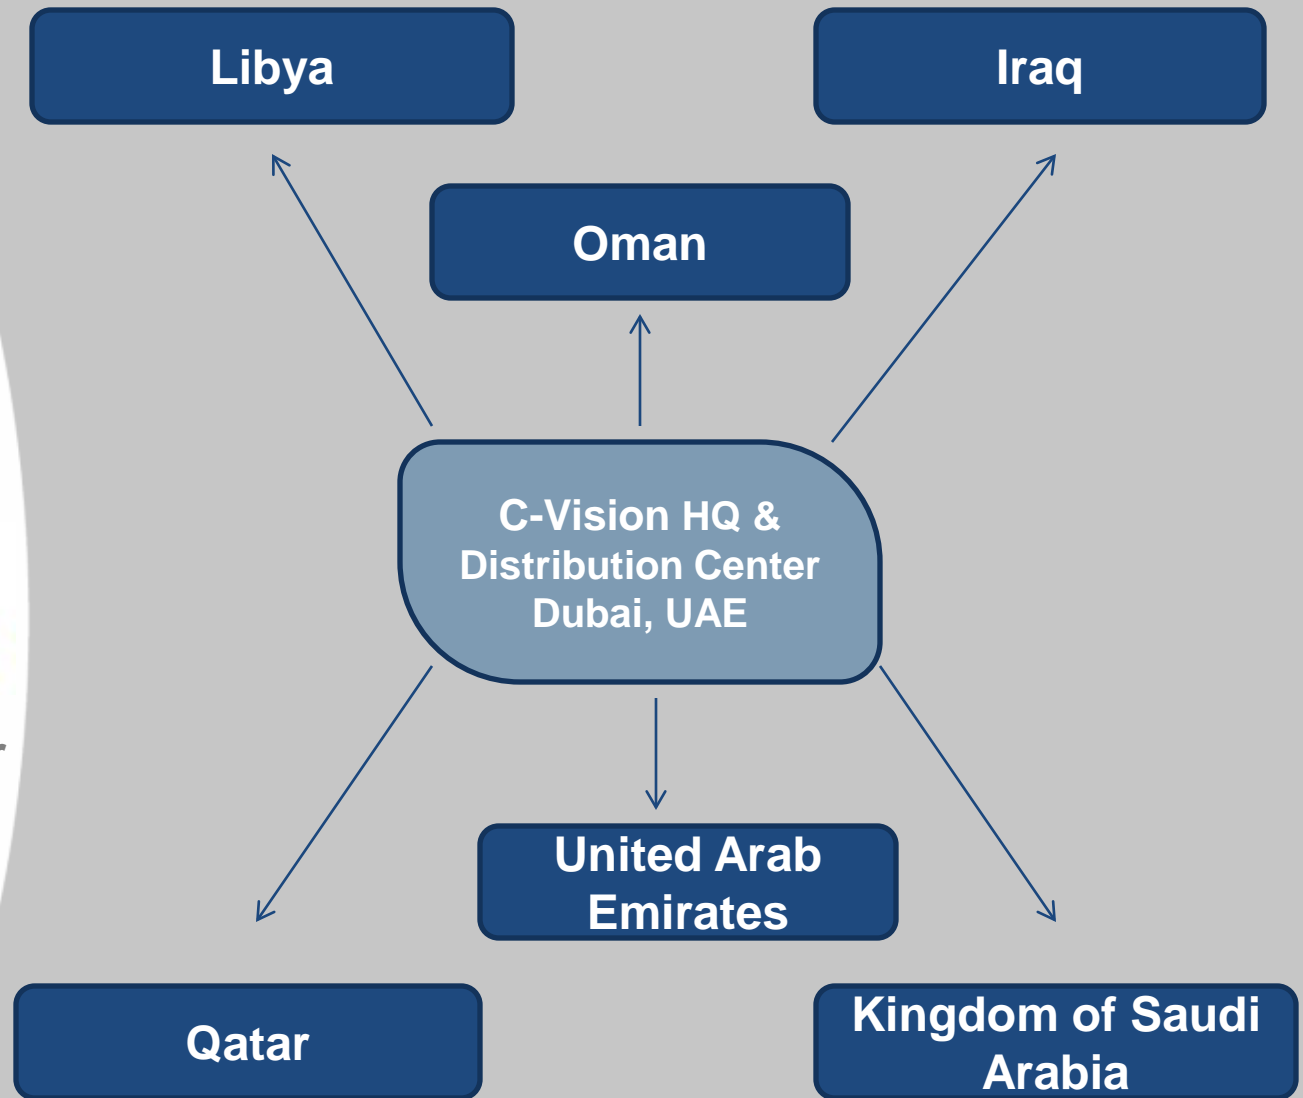 Libya
Iraq
Oman
C-Vision HQ &
Distribution Center
Dubai, UAE
United Arab
Emirates
Qatar
Kingdom of Saudi
Arabia